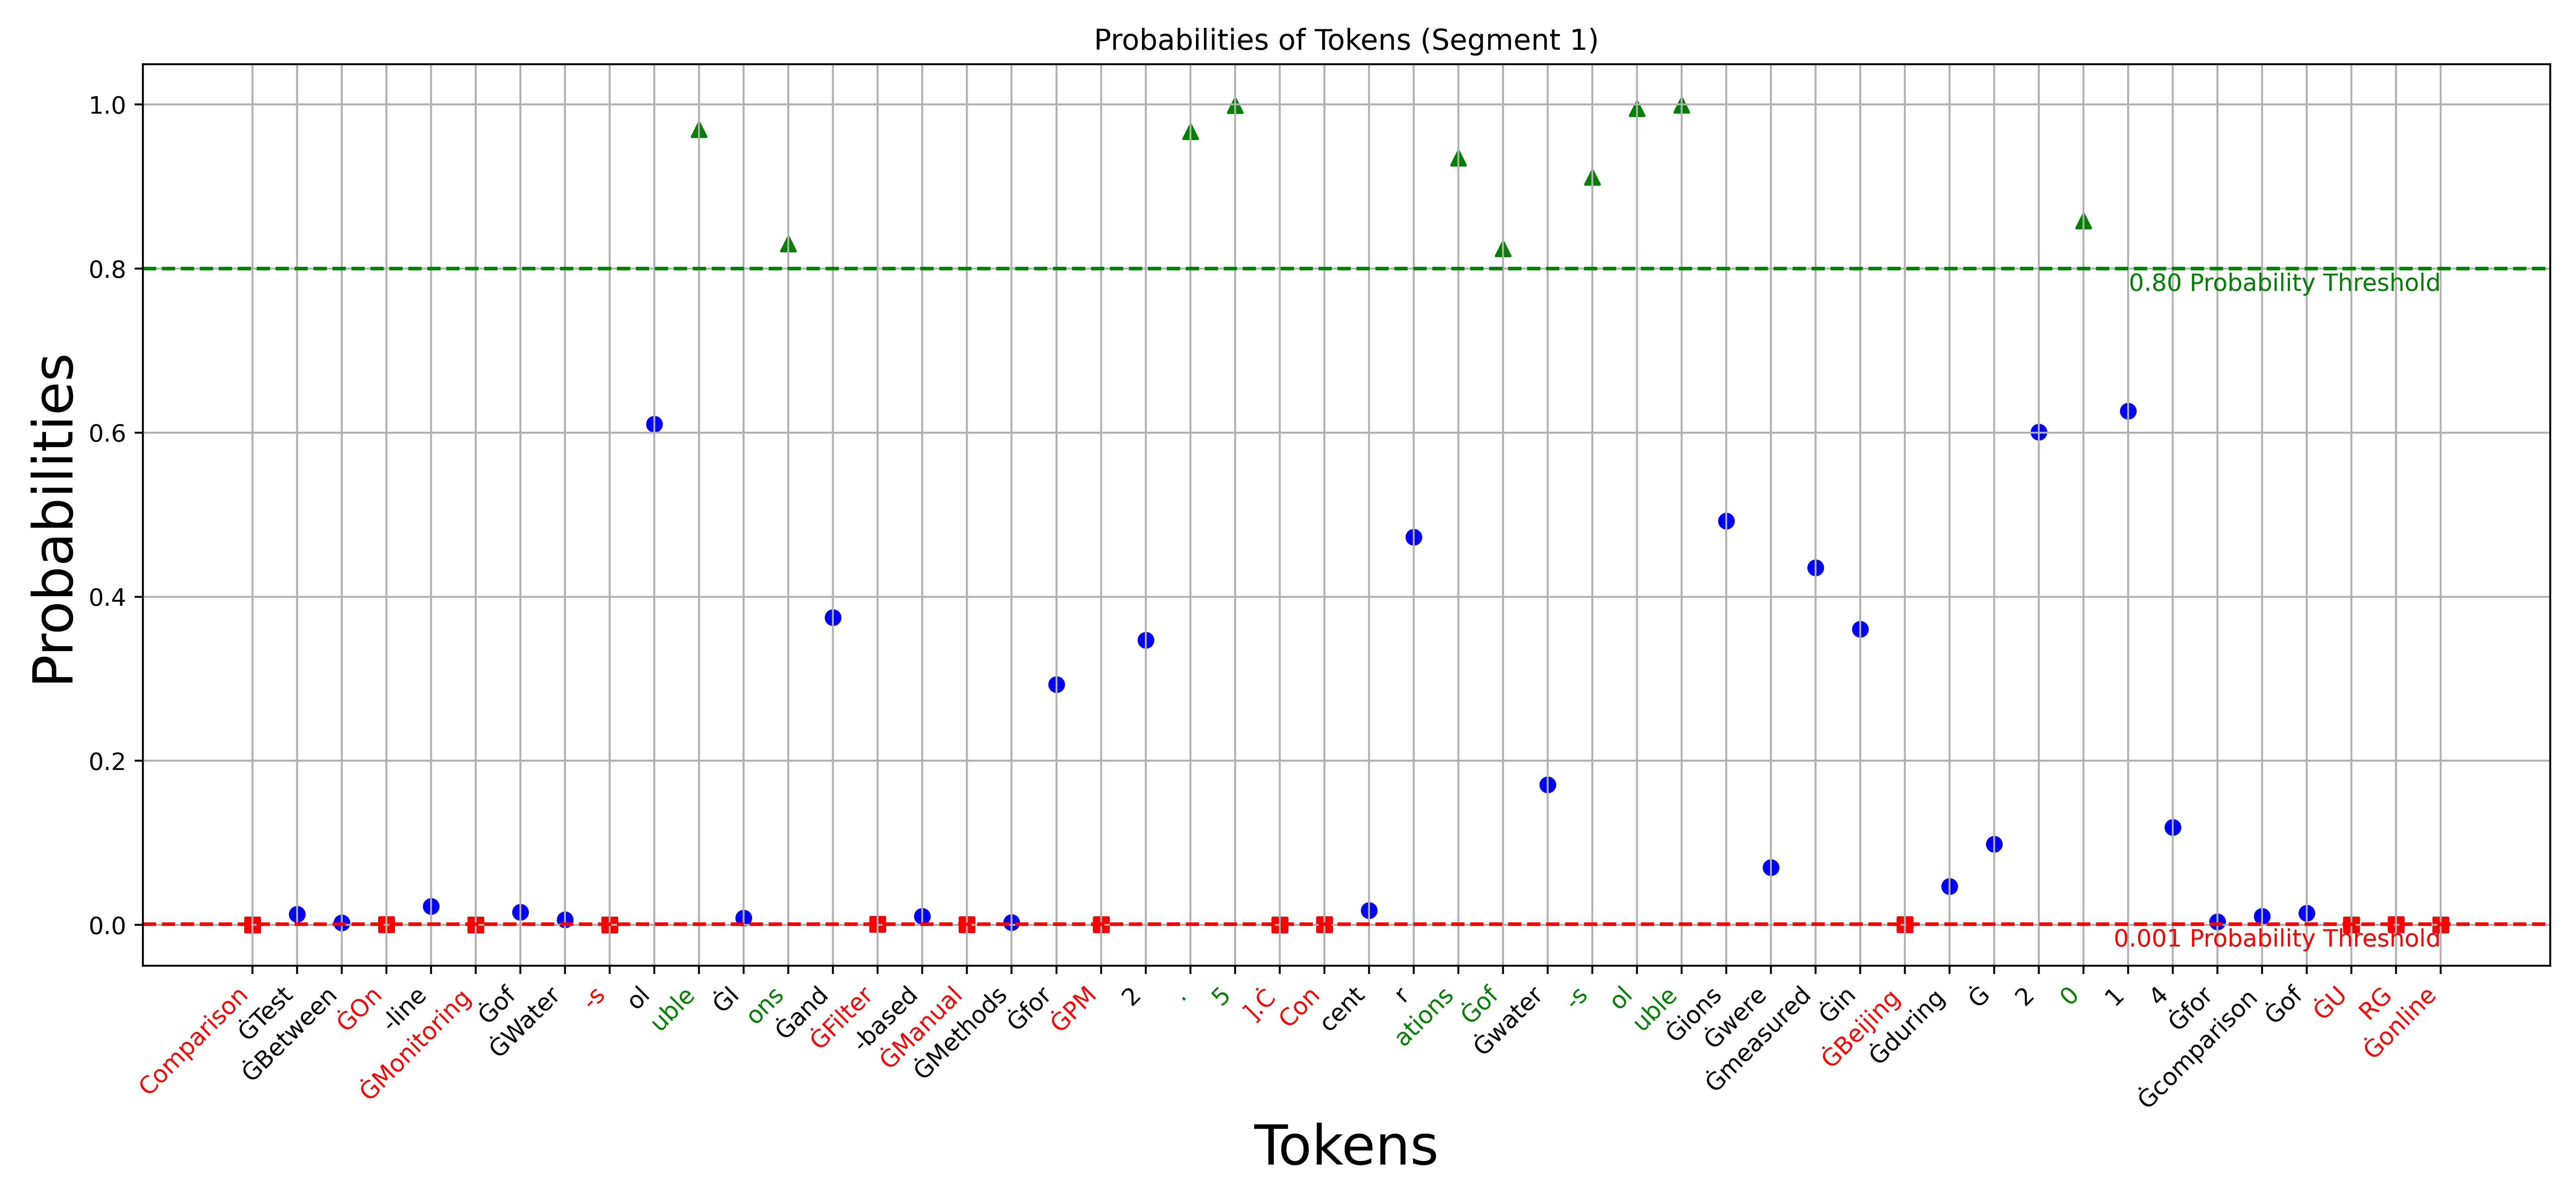 Probabilities of Tokens (Segment 1)
Probabilities
1.0
0.8
0.6
0.4
0.2
0.0
0.80 Probability Threshold
0.001 Probability Threshold
Comparison
ĠTest
ĠBetween
ĠOn
-line
ĠMonitoring
Ġof
ĠWater
-s
ol
uble
ĠI
ons
Ġand
ĠFilter
-based
ĠManual
ĠMethods
Ġfor
ĠPM
2
.
5
].Ċ
Con
cent
r
ations
Ġof
Ġwater
-s
ol
uble
Ġions
Ġwere
Ġmeasured
Ġin
ĠBeijing
Ġduring
Ġ
2
0
1
4
Ġfor
Ġcomparison
Ġof
ĠU
RG
Ġonline
Tokens